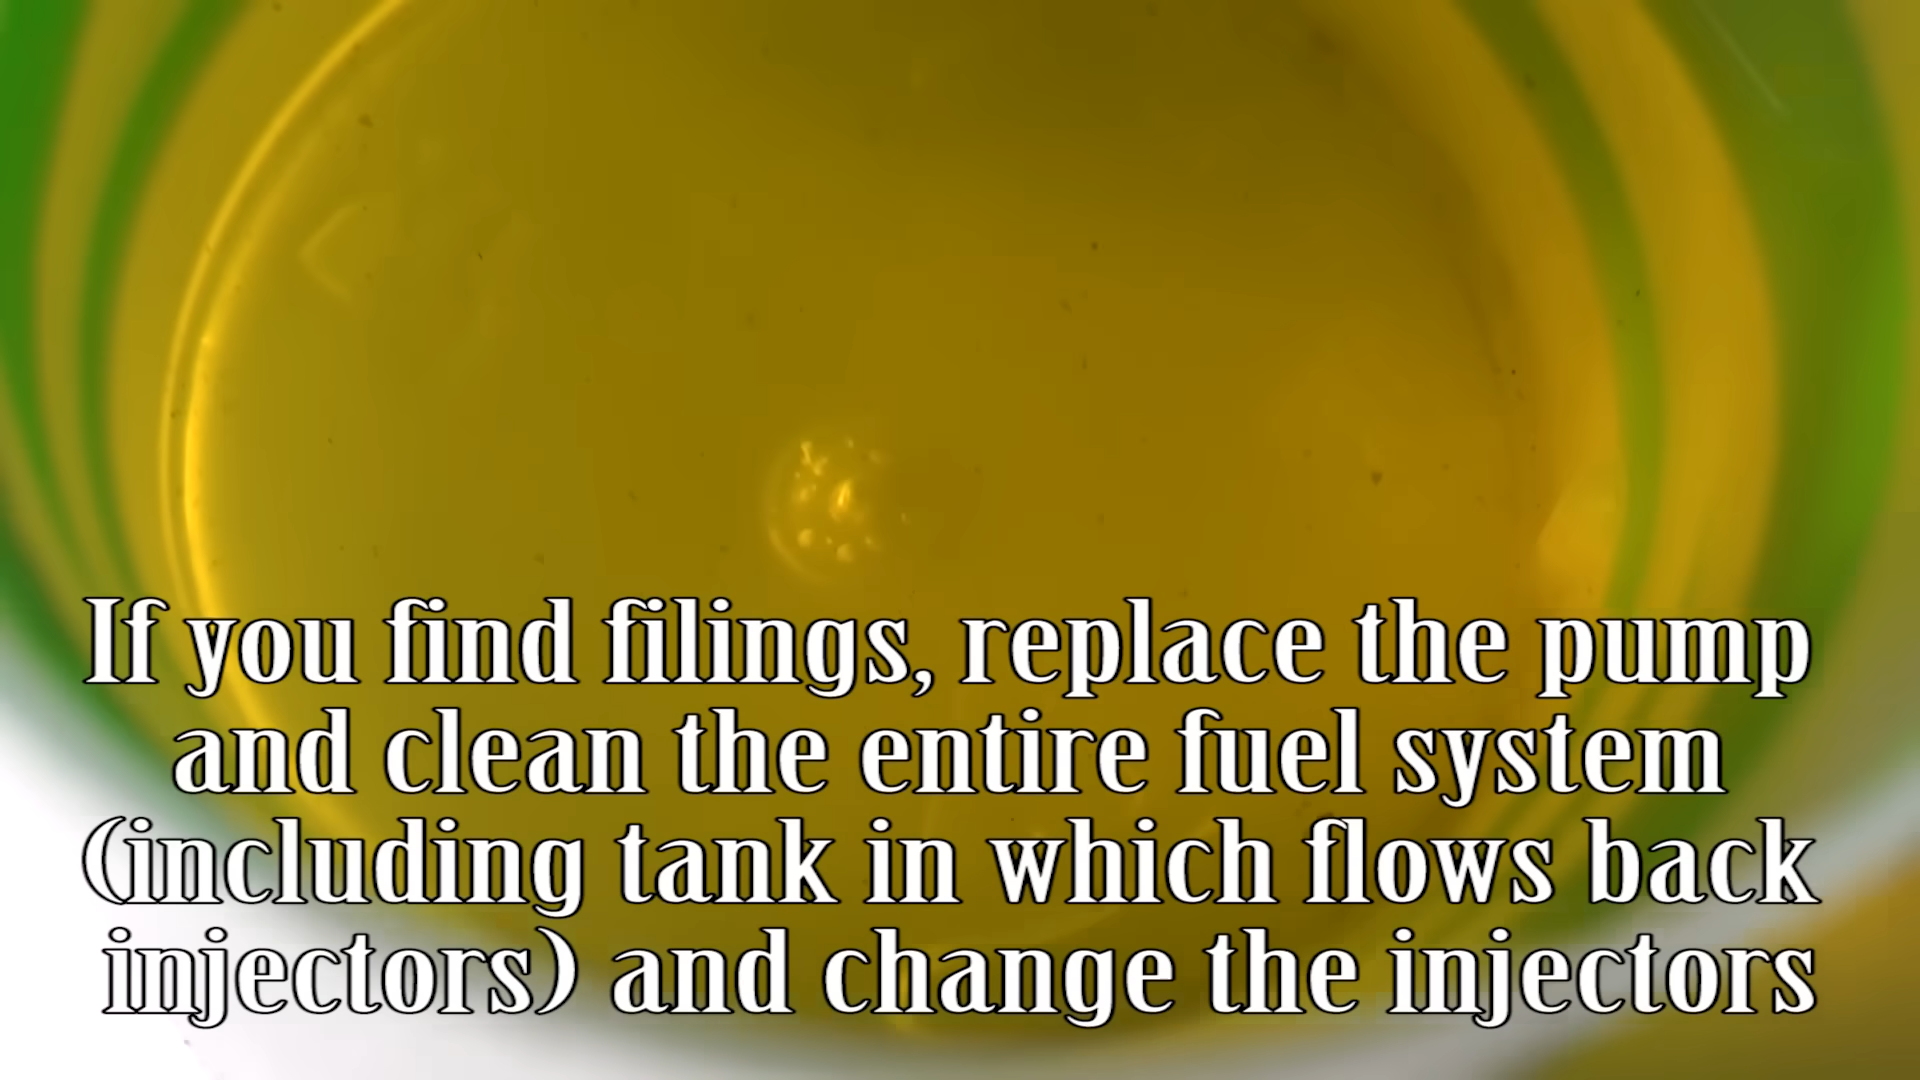 If you find filings, replace the pump
and clean the entire fuel system
(including tank in which flows back
injectors) and change the injectors